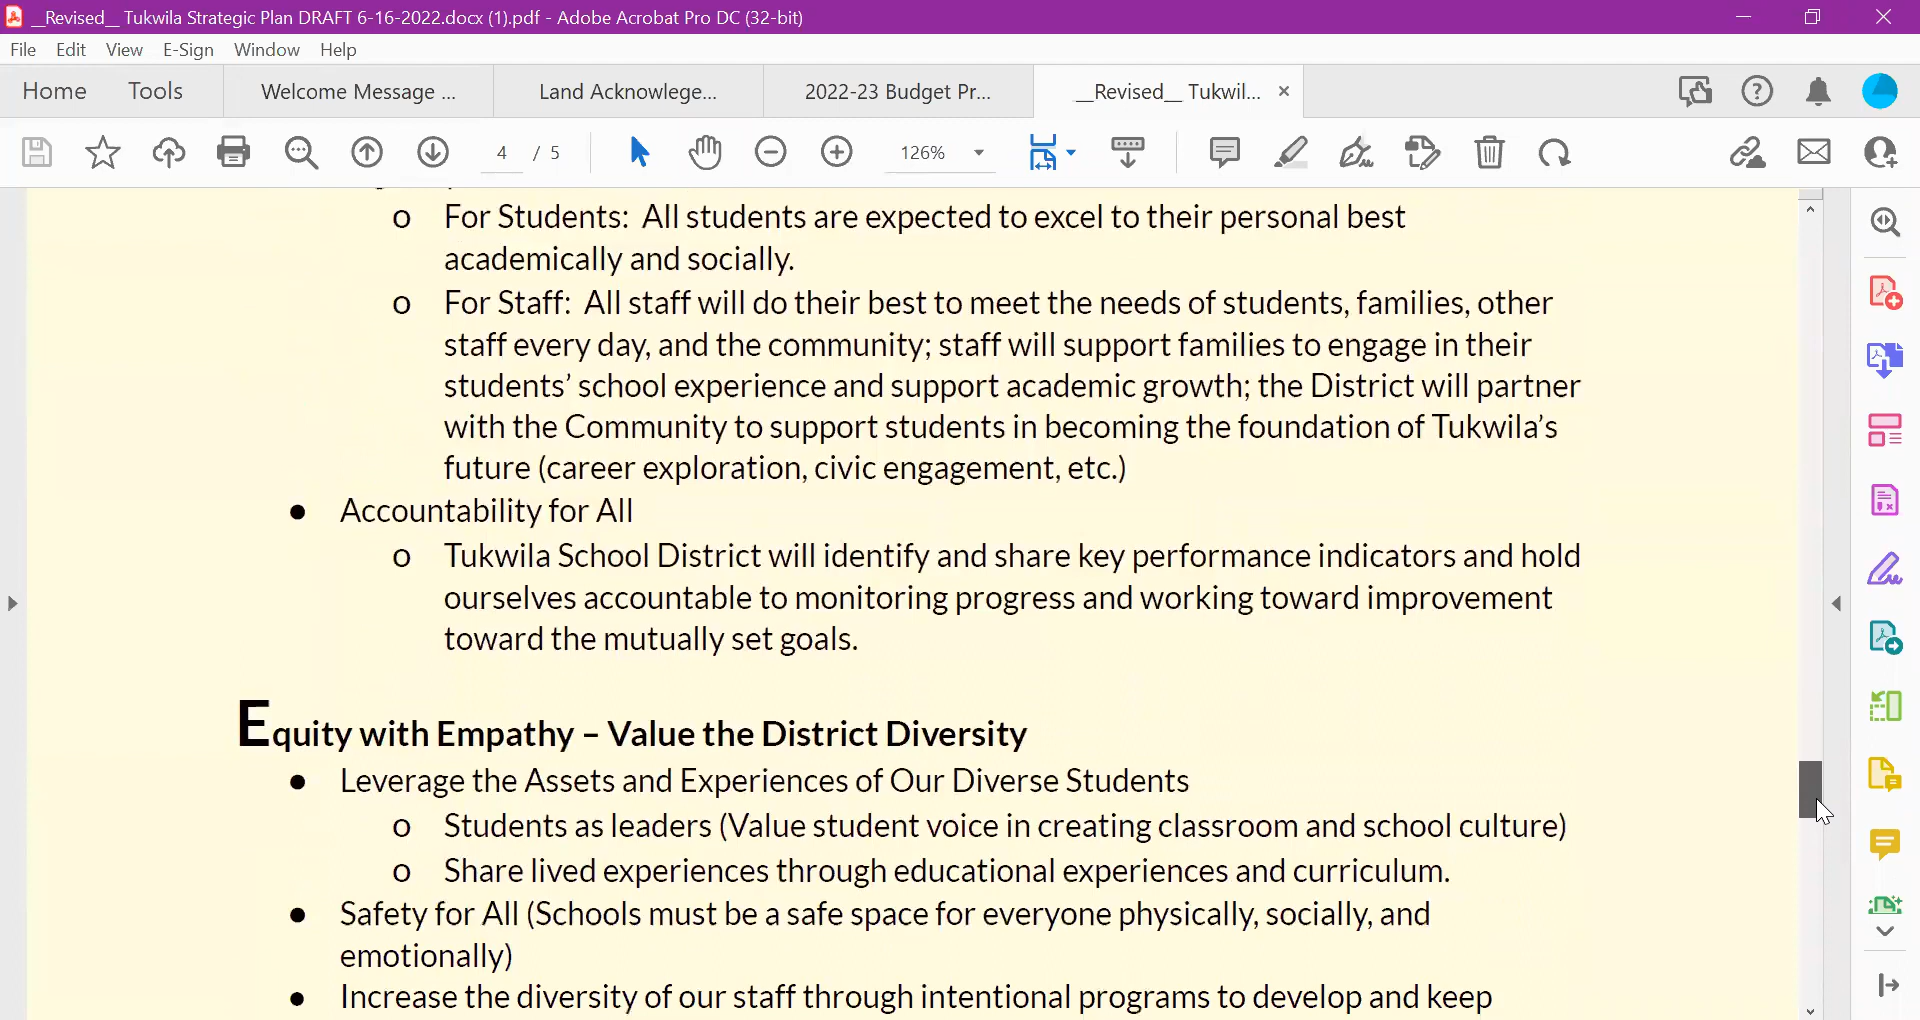 __Revised__ Tukwila Strategic Plan DRAFT 6-16-2022.docx (1).pdf - Adobe Acrobat Pro DC (32-bit)
File Edit View E-Sign Window Help
Home Tools Welcome Message ... Land Acknowlege... 2022-23 Budget Pr... __Revised__ Tukwil... ×
4 / 5 126%
o For Students: All students are expected to excel to their personal best
academically and socially.
o For Staff: All staff will do their best to meet the needs of students, families, other
staff every day, and the community; staff will support families to engage in their
students’ school experience and support academic growth; the District will partner
with the Community to support students in becoming the foundation of Tukwila’s
future (career exploration, civic engagement, etc.)
● Accountability for All
o Tukwila School District will identify and share key performance indicators and hold
ourselves accountable to monitoring progress and working toward improvement
toward the mutually set goals.
Equity with Empathy – Value the District Diversity
● Leverage the Assets and Experiences of Our Diverse Students
o Students as leaders (Value student voice in creating classroom and school culture)
o Share lived experiences through educational experiences and curriculum.
● Safety for All (Schools must be a safe space for everyone physically, socially, and
emotionally)
● Increase the diversity of our staff through intentional programs to develop and keep